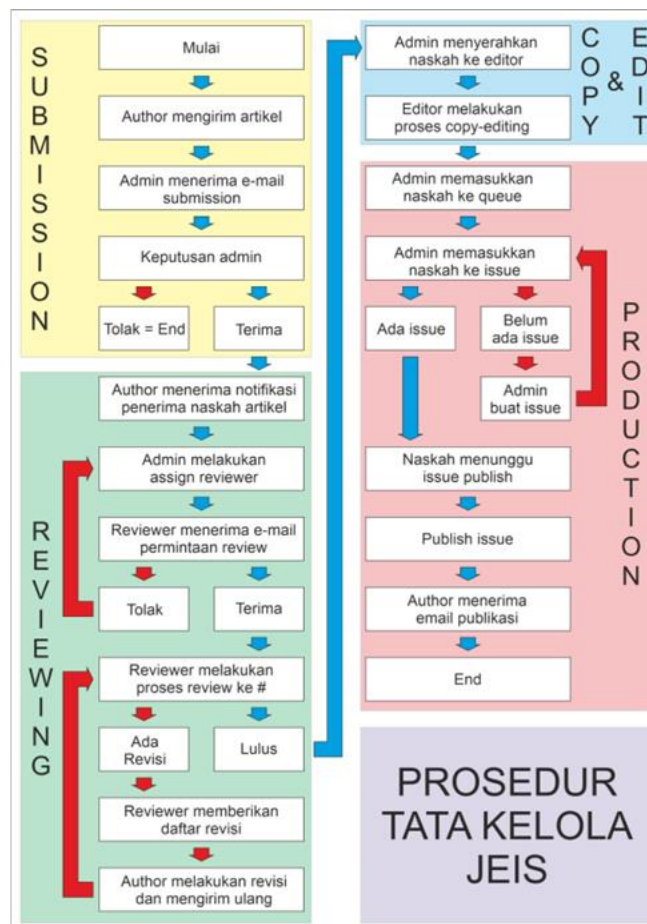 SUBMISSION
Mulai
Author mengirim artikel
Admin menerima e-mail
submission
Keputusan admin
Tolak = End
Terima
REVIEWING
Author menerima notifikasi
penerima naskah artikel
Admin melakukan
assign reviewer
Reviewer menerima e-mail
permintaan review
Tolak
Terima
Reviewer melakukan
proses review ke #
Ada
Revisi
Lulus
Reviewer memberikan
daftar revisi
Author melakukan revisi
dan mengirim ulang
COPY
&
EDIT
Admin menyerahkan
naskah ke editor
Editor melakukan
proses copy-editing
PRODUCTION
Admin memasukkan
naskah ke queue
Admin memasukkan
naskah ke issue
Ada issue
Belum
ada issue
Admin
buat issue
Naskah menunggu
issue publish
Publish issue
Author menerima
email publikasi
End
PROSEDUR
TATA KELOLA
JEIS